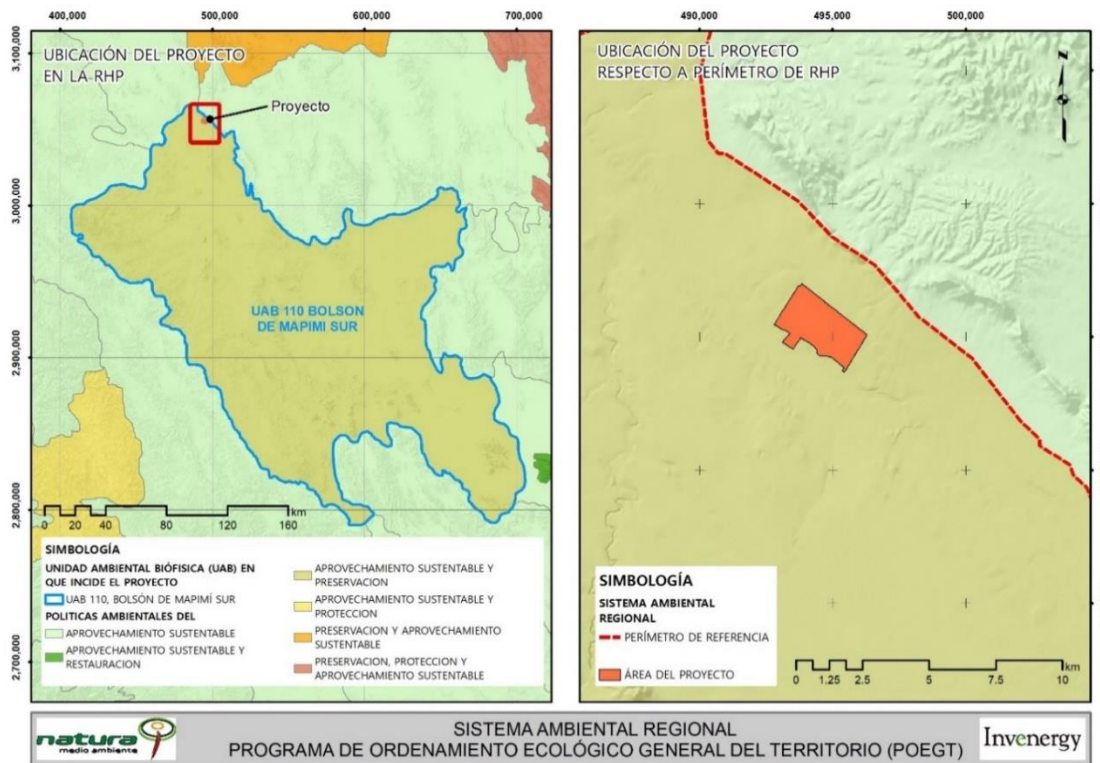 400,000
500,000
600,000
700,000
3,100,000
3,000,000
2,900,000
2,800,000
2,700,000
UBICACIÓN DEL PROYECTO
EN LA RHP
Proyecto
UAB 110 BOLSON
DE MAPIMI SUR
0 20 40 80 120 160 km
SIMBOLOGÍA
UNIDAD AMBIENTAL BIÓFISICA (UAB) EN
QUE INCIDE EL PROYECTO
UAB 110, BOLSÓN DE MAPIMÍ SUR
POLITICAS AMBIENTALES DEL
APROVECHAMIENTO SUSTENTABLE
APROVECHAMIENTO SUSTENTABLE Y
RESTAURACION
APROVECHAMIENTO SUSTENTABLE Y
PRESERVACION
APROVECHAMIENTO SUSTENTABLE Y
PROTECCION
PRESERVACION Y APROVECHAMIENTO
SUSTENTABLE
PRESERVACION, PROTECCION Y
APROVECHAMIENTO SUSTENTABLE
490,000
495,000
500,000
UBICACIÓN DEL PROYECTO
RESPECTO A PERÍMETRO DE RHP
N
SIMBOLOGÍA
SISTEMA AMBIENTAL
REGIONAL
PERÍMETRO DE REFERENCIA
ÁREA DEL PROYECTO
0 1.25 2.5 5 7.5 10 km
natura
medio ambiente
SISTEMA AMBIENTAL REGIONAL
PROGRAMA DE ORDENAMIENTO ECOLÓGICO GENERAL DEL TERRITORIO (POEGT)
Invenergy